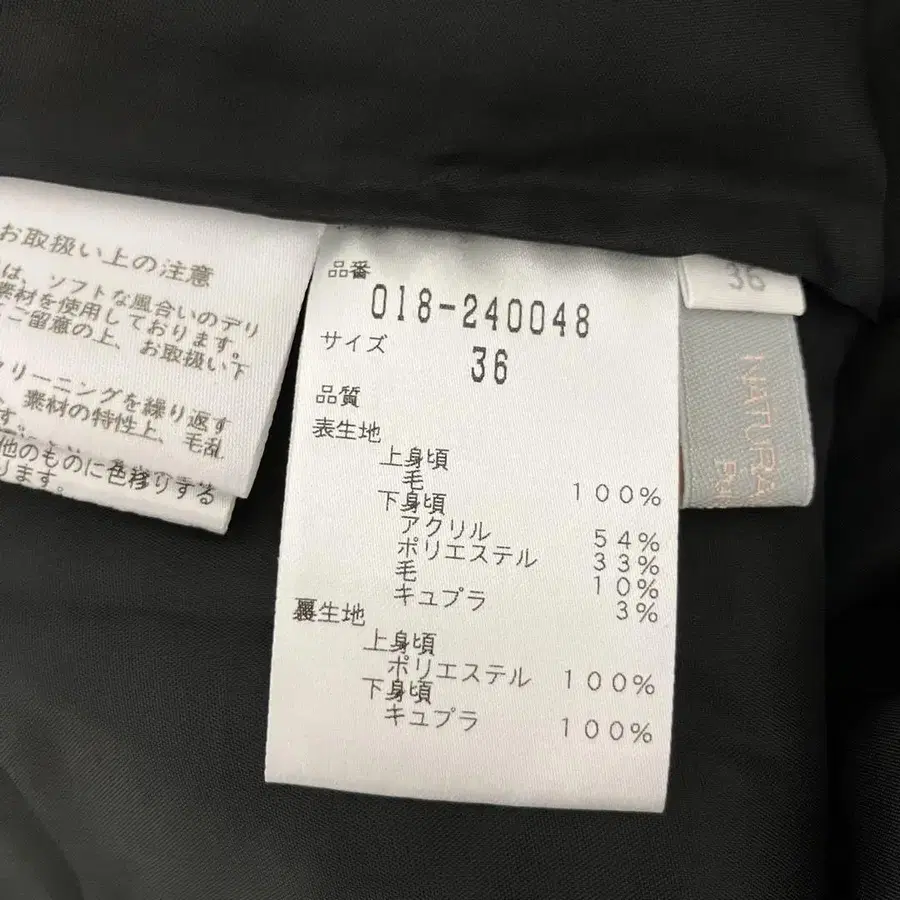 お取扱い上の注意
は、ソフトな風合いのデリ
素材を使用しております。
ご留意の上、お取扱い下
リーニングを繰り返す
、素材の特性上、毛乱
す。
他のものに色移りする
ります。
品番
018-240048
サイズ
36
品質
表生地
上身頃
毛 100%
下身頃
アクリル 54%
ポリエステル 33%
毛 10%
キュプラ 3%
裏生地
上身頃
ポリエステル 100%
下身頃
キュプラ 100%
36
NATURA